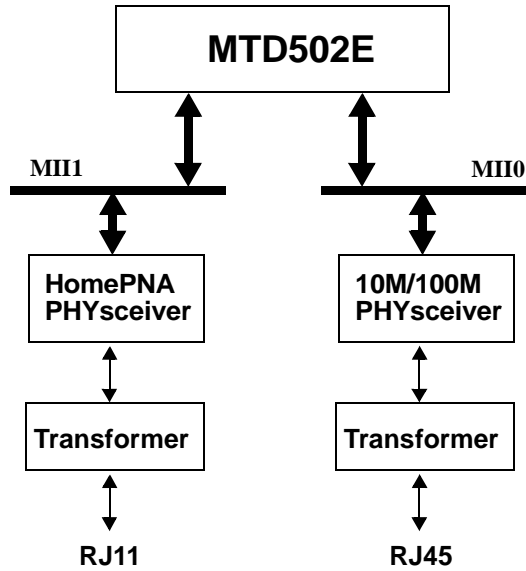 MTD502E
MII1
MII0
HomePNA
PHYsceiver
10M/100M
PHYsceiver
Transformer
Transformer
RJ11
RJ45